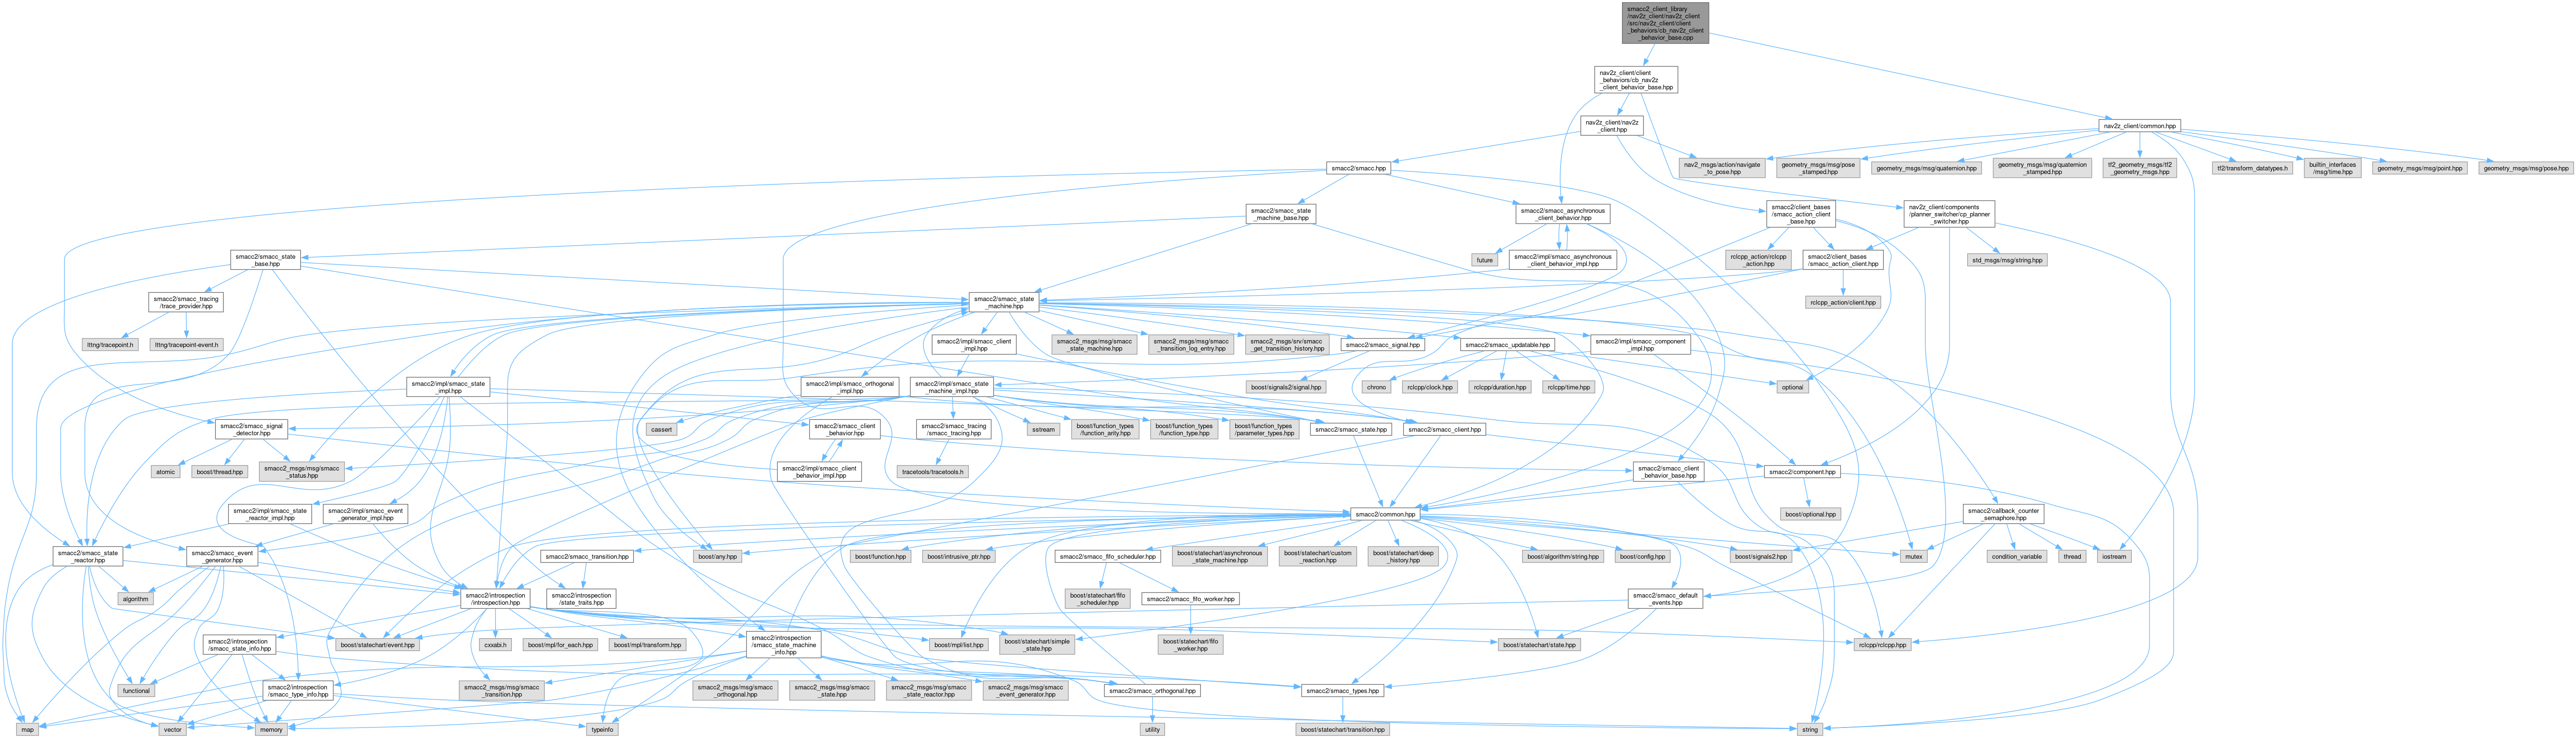 smacc2_client_library
/nav2z_client/nav2z_client
/src/nav2z_client/client
_behaviors/cb_nav2z_client
_behavior_base.cpp
nav2z_client/client
_behaviors/cb_nav2z
_client_behavior_base.hpp
nav2z_client/nav2z
_client.hpp
nav2z_client/common.hpp
smacc2/smacc.hpp
nav2_msgs/action/navigate
_to_pose.hpp
geometry_msgs/msg/pose
_stamped.hpp
geometry_msgs/msg/quaternion.hpp
geometry_msgs/msg/quaternion
_stamped.hpp
tf2_geometry_msgs/tf2
_geometry_msgs.hpp
tf2/transform_datatypes.h
builtin_interfaces
/msg/time.hpp
geometry_msgs/msg/point.hpp
geometry_msgs/msg/pose.hpp
smacc2/smacc_state
_machine_base.hpp
smacc2/smacc_asynchronous
_client_behavior.hpp
smacc2/client_bases
/smacc_action_client
_base.hpp
nav2z_client/components
/planner_switcher/cp_planner
_switcher.hpp
smacc2/smacc_state
_base.hpp
future
smacc2/impl/smacc_asynchronous
_client_behavior_impl.hpp
rclcpp_action/rclcpp
_action.hpp
smacc2/client_bases
/smacc_action_client.hpp
std_msgs/msg/string.hpp
smacc2/smacc_tracing
/trace_provider.hpp
smacc2/smacc_state
_machine.hpp
rclcpp_action/client.hpp
lttng/tracepoint.h
lttng/tracepoint-event.h
smacc2/impl/smacc_client
_impl.hpp
smacc2_msgs/msg/smacc
_state_machine.hpp
smacc2_msgs/msg/smacc
_transition_log_entry.hpp
smacc2_msgs/srv/smacc
_get_transition_history.hpp
smacc2/smacc_signal.hpp
smacc2/smacc_updatable.hpp
smacc2/impl/smacc_component
_impl.hpp
smacc2/impl/smacc_state
_impl.hpp
smacc2/impl/smacc_orthogonal
_impl.hpp
smacc2/impl/smacc_state
_machine_impl.hpp
boost/signals2/signal.hpp
chrono
rclcpp/clock.hpp
rclcpp/duration.hpp
rclcpp/time.hpp
optional
smacc2/smacc_signal
_detector.hpp
cassert
smacc2/smacc_client
_behavior.hpp
smacc2/smacc_tracing
/smacc_tracing.hpp
sstream
boost/function_types
/function_arity.hpp
boost/function_types
/function_type.hpp
boost/function_types
/parameter_types.hpp
smacc2/smacc_state.hpp
smacc2/smacc_client.hpp
atomic
boost/thread.hpp
smacc2_msgs/msg/smacc
_status.hpp
smacc2/impl/smacc_client
_behavior_impl.hpp
tracetools/tracetools.h
smacc2/smacc_client
_behavior_base.hpp
smacc2/component.hpp
smacc2/impl/smacc_state
_reactor_impl.hpp
smacc2/impl/smacc_event
_generator_impl.hpp
smacc2/common.hpp
boost/optional.hpp
smacc2/callback_counter
_semaphore.hpp
smacc2/smacc_state
_reactor.hpp
smacc2/smacc_event
_generator.hpp
smacc2/smacc_transition.hpp
boost/any.hpp
boost/function.hpp
boost/intrusive_ptr.hpp
smacc2/smacc_fifo_scheduler.hpp
boost/statechart/asynchronous
_state_machine.hpp
boost/statechart/custom
_reaction.hpp
boost/statechart/deep
_history.hpp
boost/algorithm/string.hpp
boost/config.hpp
boost/signals2.hpp
mutex
condition_variable
thread
iostream
algorithm
smacc2/introspection
/introspection.hpp
smacc2/introspection
/state_traits.hpp
boost/statechart/fifo
_scheduler.hpp
smacc2/smacc_fifo_worker.hpp
smacc2/smacc_default
_events.hpp
smacc2/introspection
/smacc_state_info.hpp
boost/statechart/event.hpp
cxxabi.h
boost/mpl/for_each.hpp
boost/mpl/transform.hpp
smacc2/introspection
/smacc_state_machine
_info.hpp
boost/mpl/list.hpp
boost/statechart/simple
_state.hpp
boost/statechart/fifo
_worker.hpp
boost/statechart/state.hpp
rclcpp/rclcpp.hpp
functional
smacc2/introspection
/smacc_type_info.hpp
smacc2_msgs/msg/smacc
_transition.hpp
smacc2_msgs/msg/smacc
_orthogonal.hpp
smacc2_msgs/msg/smacc
_state.hpp
smacc2_msgs/msg/smacc
_state_reactor.hpp
smacc2_msgs/msg/smacc
_event_generator.hpp
smacc2/smacc_orthogonal.hpp
smacc2/smacc_types.hpp
map
vector
memory
typeinfo
utility
boost/statechart/transition.hpp
string